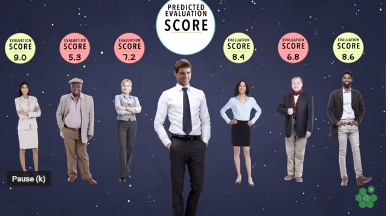 PREDICTED
EVALUATION
SCORE
EVALUATION
SCORE
9.0
EVALUATION
SCORE
5.3
EVALUATION
SCORE
7.2
EVALUATION
SCORE
8.4
EVALUATION
SCORE
6.8
EVALUATION
SCORE
8.6
Pause (k)